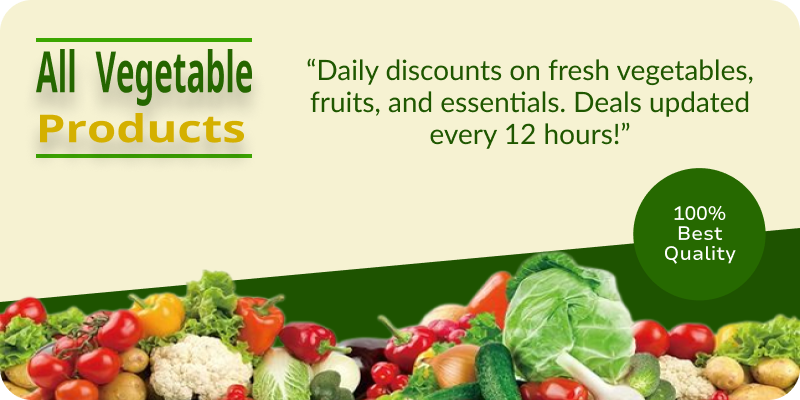 All Vegetable
Products
“Daily discounts on fresh vegetables,
fruits, and essentials. Deals updated
every 12 hours!”
100%
Best
Quality